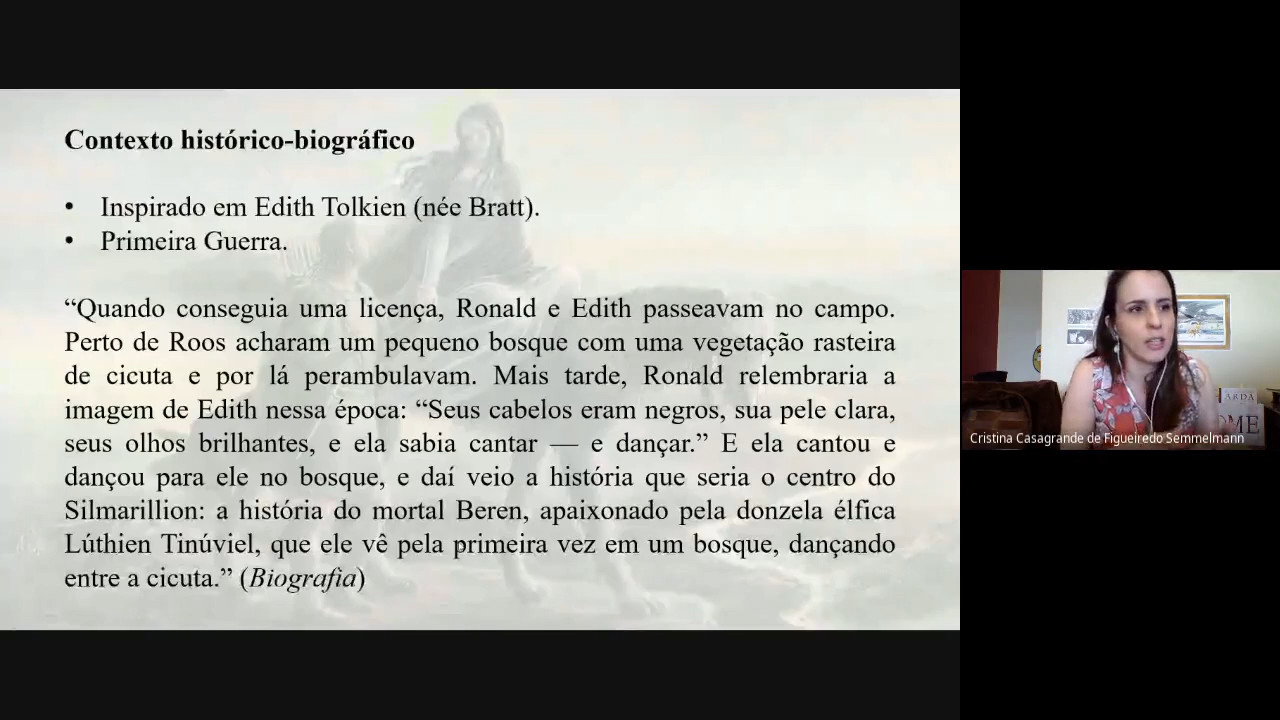 Contexto histórico-biográfico
• Inspirado em Edith Tolkien (née Bratt).
• Primeira Guerra.
“Quando conseguia uma licença, Ronald e Edith passeavam no campo.
Perto de Roos acharam um pequeno bosque com uma vegetação rasteira
de cicuta e por lá perambulavam. Mais tarde, Ronald relembraria a
imagem de Edith nessa época: “Seus cabelos eram negros, sua pele clara,
seus olhos brilhantes, e ela sabia cantar — e dançar.” E ela cantou e
dançou para ele no bosque, e daí veio a história que seria o centro do
Silmarillion: a história do mortal Beren, apaixonado pela donzela élfica
Lúthien Tinúviel, que ele vê pela primeira vez em um bosque, dançando
entre a cicuta.” (Biografia)
ARDA
OME
Cristina Casagrande de Figueiredo Semmelmann